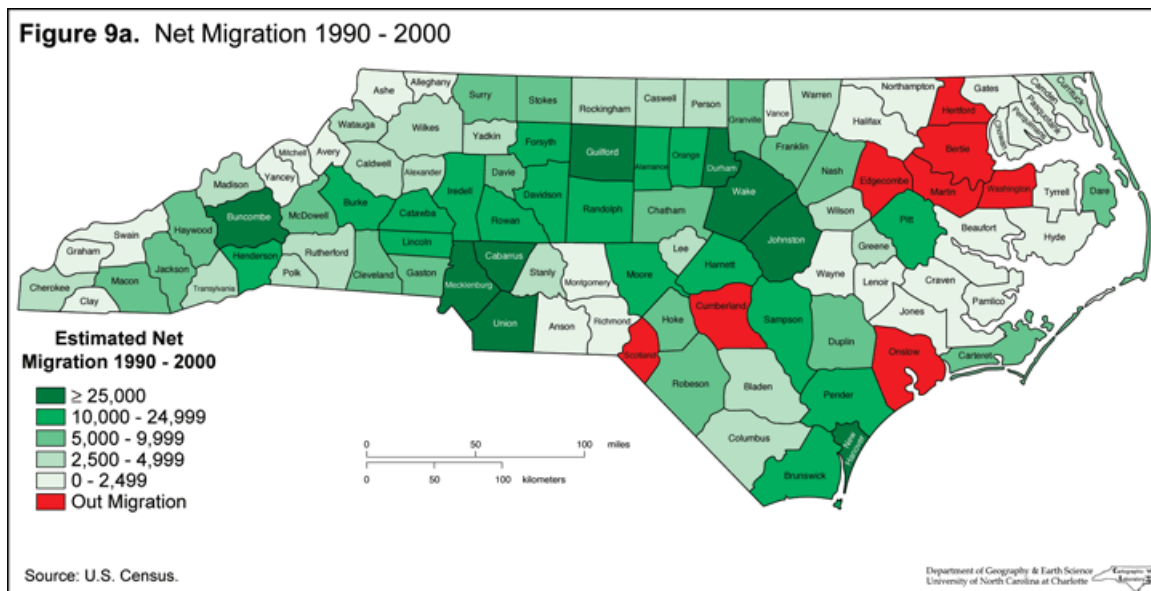 Figure 9a. Net Migration 1990 - 2000
Ashe
Alleghany
Surry
Stokes
Rockingham
Caswell
Person
Granville
Vance
Warren
Northampton
Halifax
Hertford
Gates
Camden
Currituck
Pasquotank
Perquimans
Chowan
Watauga
Wilkes
Yadkin
Forsyth
Guilford
Alamance
Orange
Durham
Franklin
Nash
Edgecombe
Bertie
Martin
Washington
Tyrrell
Dare
Mitchell
Avery
Yancey
Caldwell
Alexander
Iredell
Davie
Davidson
Randolph
Chatham
Wake
Wilson
Pitt
Beaufort
Hyde
Madison
Buncombe
McDowell
Burke
Catawba
Rowan
Johnston
Greene
Swain
Haywood
Lincoln
Lee
Harnett
Wayne
Lenoir
Craven
Pamlico
Graham
Jackson
Henderson
Rutherford
Polk
Cleveland
Gaston
Mecklenburg
Cabarrus
Stanly
Montgomery
Moore
Jones
Cherokee
Macon
Clay
Transylvania
Union
Anson
Richmond
Scotland
Hoke
Cumberland
Sampson
Duplin
Onslow
Carteret
Robeson
Bladen
Pender
Columbus
Brunswick
New Hanover
Estimated Net
Migration 1990 - 2000
≥ 25,000
10,000 - 24,999
5,000 - 9,999
2,500 - 4,999
0 - 2,499
Out Migration
0 50 100 miles
0 50 100 kilometers
Source: U.S. Census.
Department of Geography & Earth Science
University of North Carolina at Charlotte